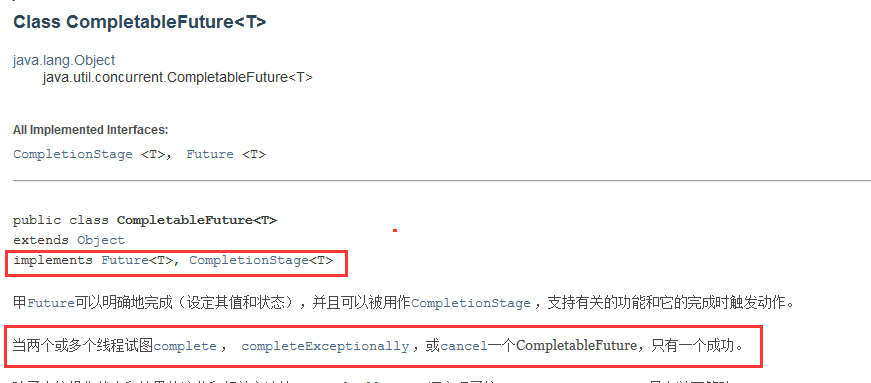 Class CompletableFuture<T>
java.lang.Object
java.util.concurrent.CompletableFuture<T>
All Implemented Interfaces:
CompletionStage <T>， Future <T>
public class CompletableFuture<T>
extends Object
implements Future<T>, CompletionStage<T>
甲Future可以明确地完成（设定其值和状态），并且可以被用作CompletionStage ，支持有关的功能和它的完成时触发动作。
当两个或多个线程试图complete ， completeExceptionally ，或cancel一个CompletableFuture，只有一个成功。